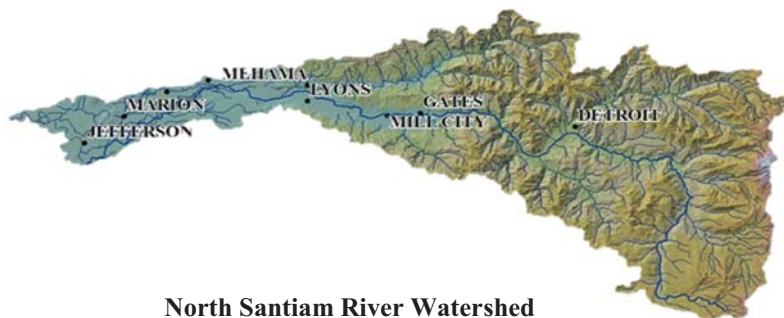 MEHAMA
LYONS
MARION
GATES
MILL CITY
DETROIT
JEFFERSON
North Santiam River Watershed